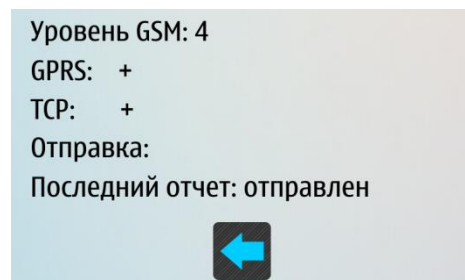 Уровень GSM: 4
GPRS: +
TCP: +
Отправка:
Последний отчет: отправлен